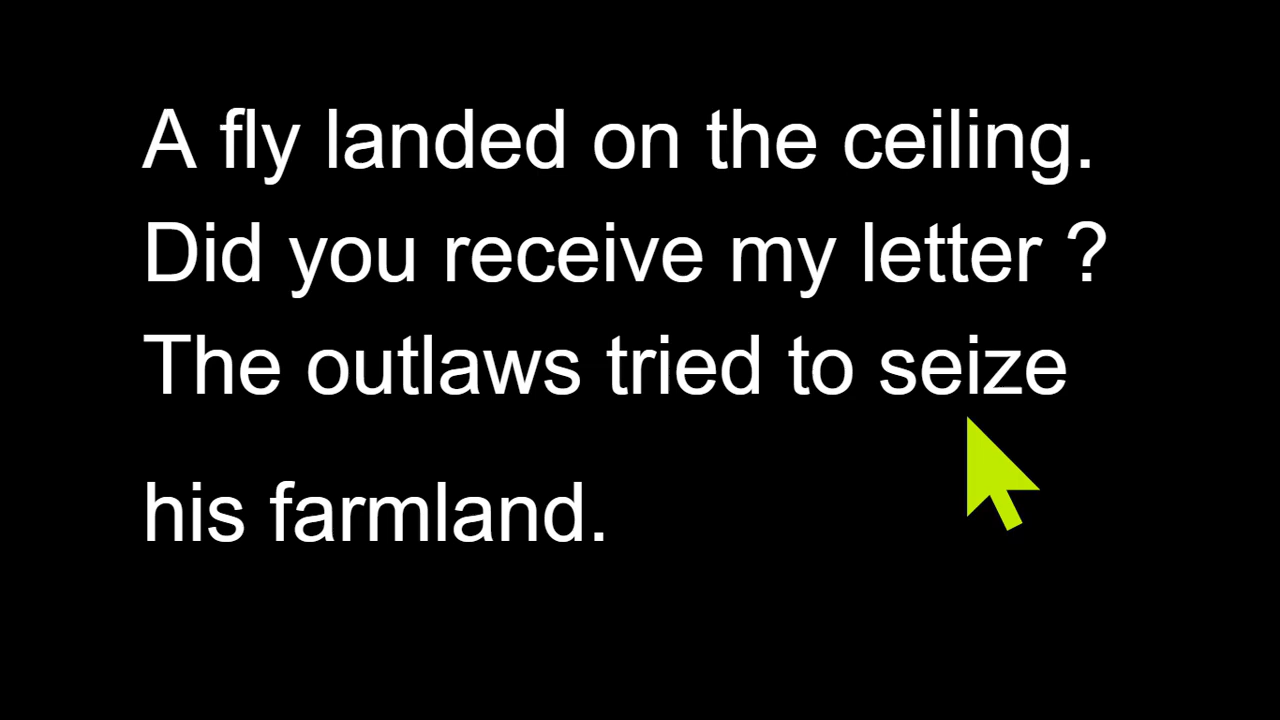 A fly landed on the ceiling.
Did you receive my letter ?
The outlaws tried to seize
his farmland.